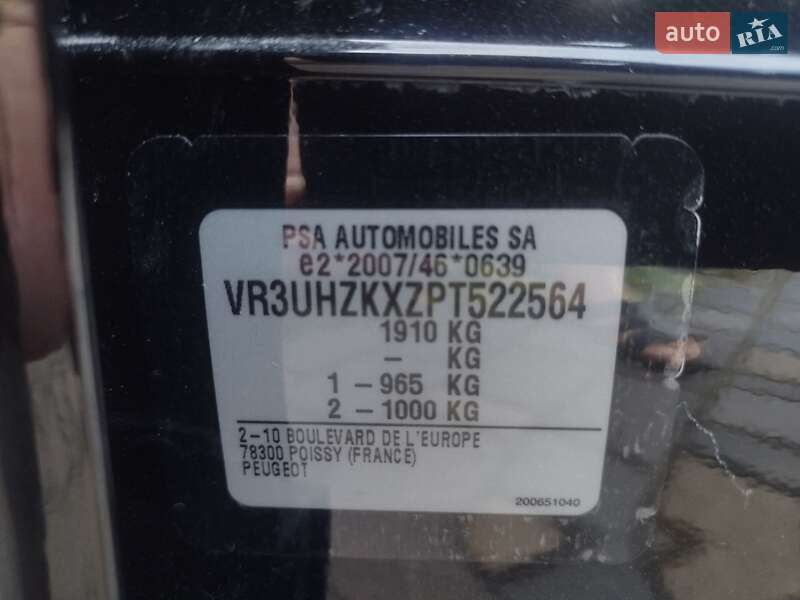 auto RIA .com
PSA AUTOMOBILES SA
e2*2007/46*0639
VR3UHZKXZPT522564
1910 KG
– KG
1 – 965 KG
2 – 1000 KG
2–10 BOULEVARD DE L'EUROPE
78300 POISSY (FRANCE)
PEUGEOT
200651040